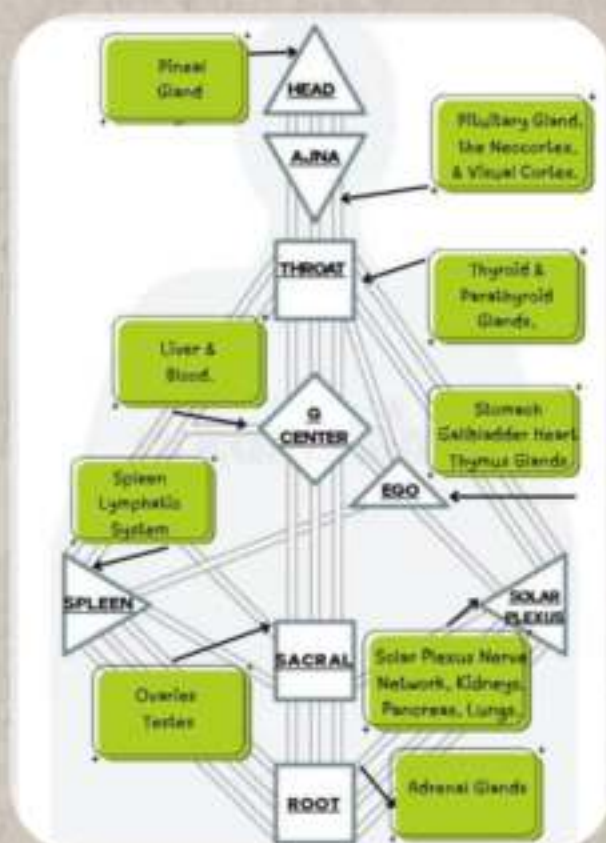 Pineal
Gland
HEAD
AJNA
Pituitary Gland,
the Neocortex,
& Visual Cortex.
THROAT
Thyroid &
Parathyroid
Glands.
Liver &
Blood.
G
CENTER
Stomach
Gallbladder Heart
Thymus Glands
EGO
Spleen
Lymphatic
System
SPLEEN
SOLAR
PLEXUS
SACRAL
Solar Plexus Nerve
Network, Kidneys,
Pancreas, Lungs.
Ovaries
Testes
ROOT
Adrenal Glands